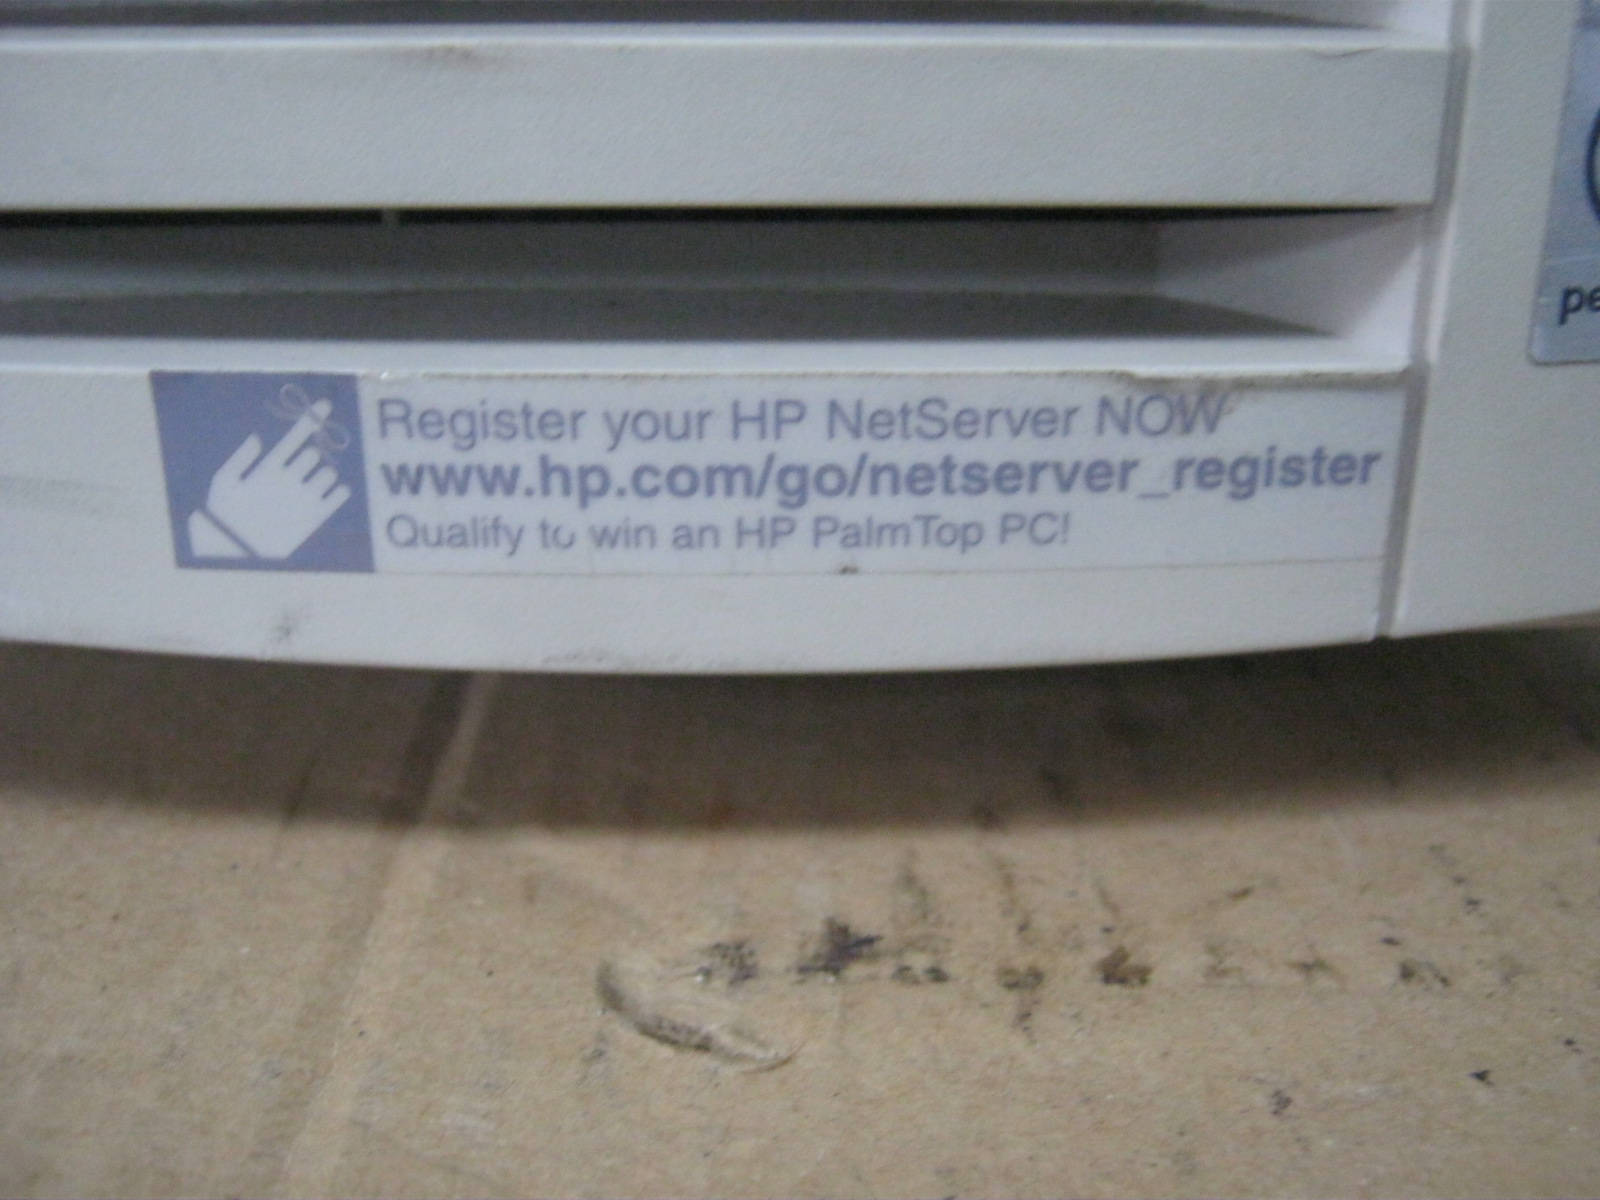 Register your HP NetServer NOW
www.hp.com/go/netserver_register
Qualify to win an HP PalmTop PC!